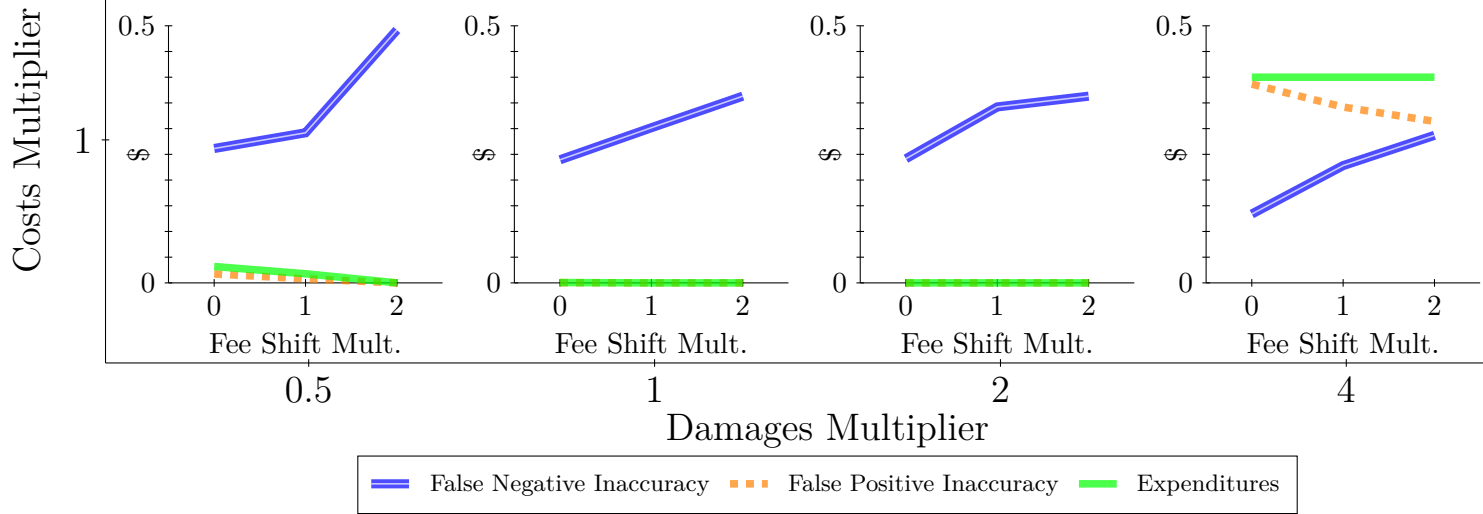 Costs Multiplier
1
0.5
$
0
0 1 2
Fee Shift Mult.
0.5
$
0
0 1 2
Fee Shift Mult.
0.5
$
0
0 1 2
Fee Shift Mult.
0.5
$
0
0 1 2
Fee Shift Mult.
0.5 1 2 4
Damages Multiplier
False Negative Inaccuracy False Positive Inaccuracy Expenditures